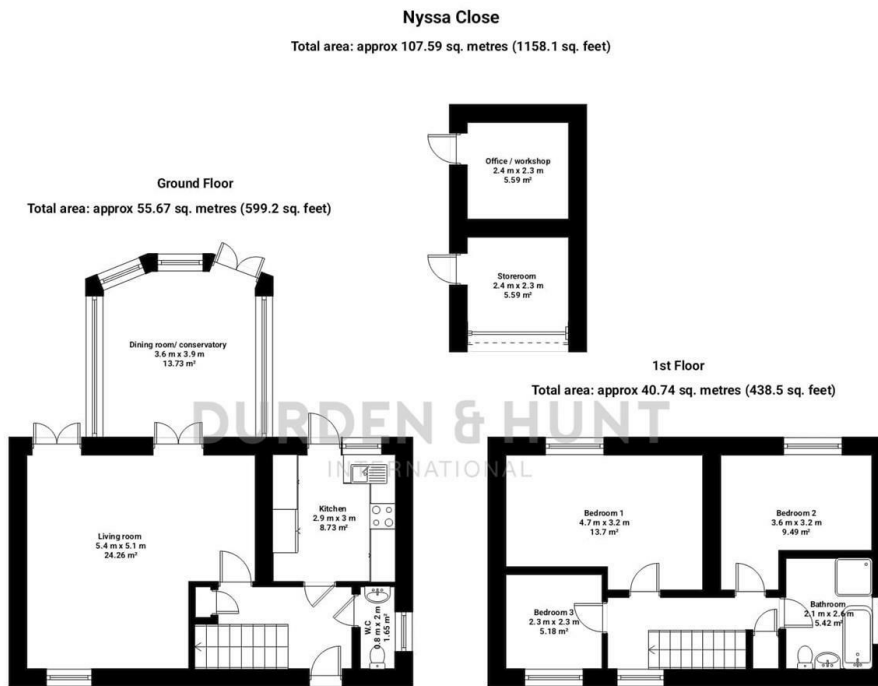 Nyssa Close
Total area: approx 107.59 sq. metres (1158.1 sq. feet)
Office / workshop
2.4 m x 2.3 m
5.59 m²
Ground Floor
Total area: approx 55.67 sq. metres (599.2 sq. feet)
Storeroom
2.4 m x 2.3 m
5.59 m²
Dining room/ conservatory
3.6 m x 3.9 m
13.73 m²
1st Floor
Total area: approx 40.74 sq. metres (438.5 sq. feet)
DURDEN & HUNT
INTERNATIONAL
Living room
5.4 m x 5.1 m
24.26 m²
Kitchen
2.9 m x 3 m
8.73 m²
W.C
0.8 m x 2 m
1.65 m²
Bedroom 1
4.7 m x 3.2 m
13.7 m²
Bedroom 2
3.6 m x 3.2 m
9.49 m²
Bedroom 3
2.3 m x 2.3 m
5.18 m²
Bathroom
2.1 m x 2.6 m
5.42 m²